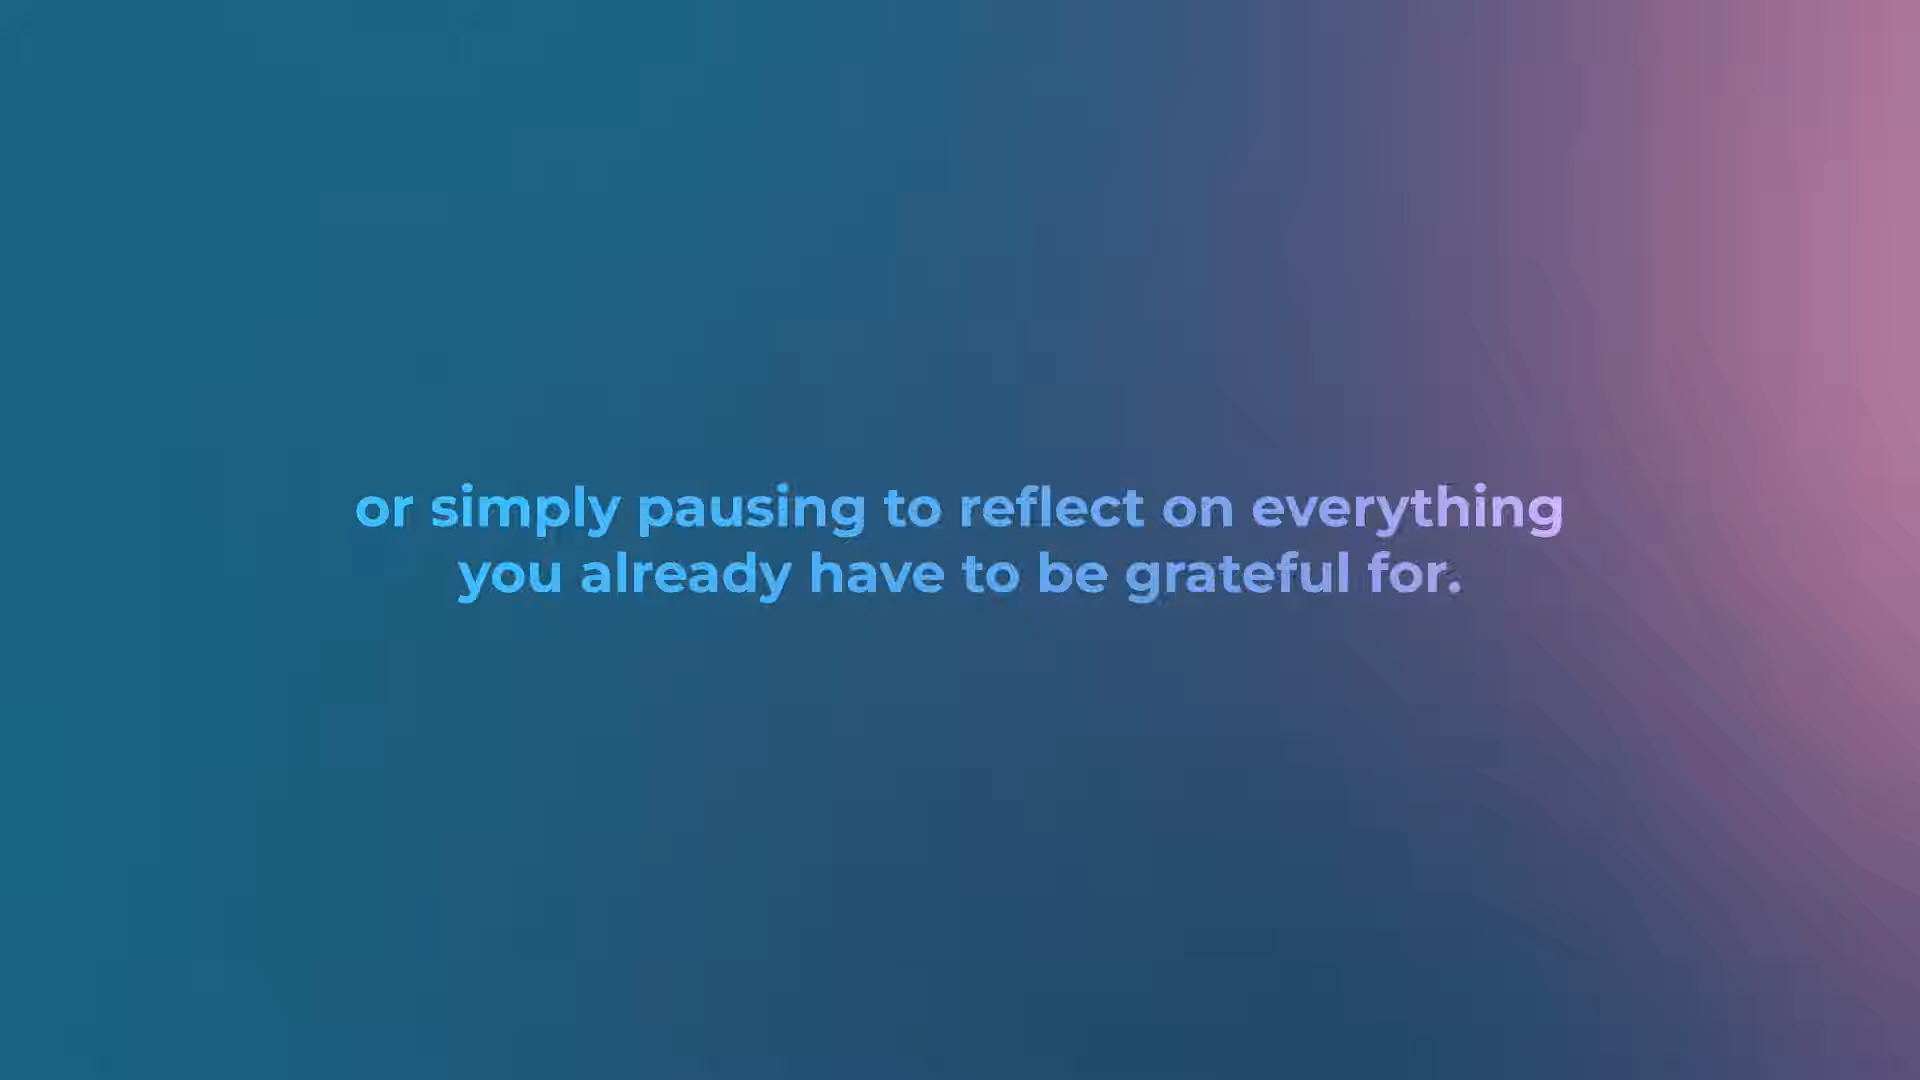 or simply pausing to reflect on everything
you already have to be grateful for.